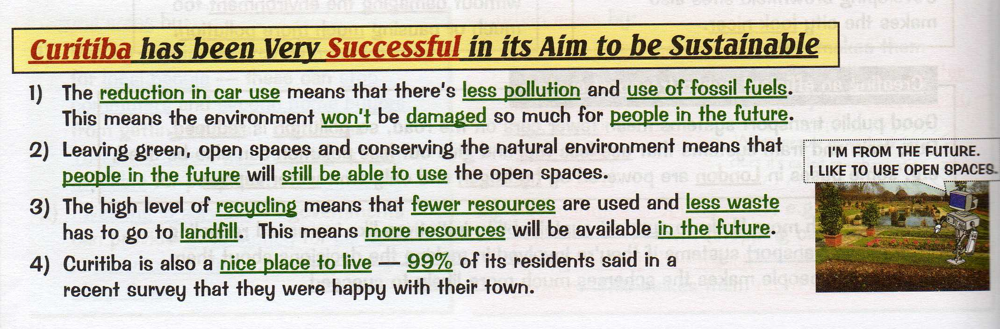 Curitiba has been Very Successful in its Aim to be Sustainable
1) The reduction in car use means that there's less pollution and use of fossil fuels.
This means the environment won't be damaged so much for people in the future.
2) Leaving green, open spaces and conserving the natural environment means that
people in the future will still be able to use the open spaces.
I'M FROM THE FUTURE.
I LIKE TO USE OPEN SPACES.
3) The high level of recycling means that fewer resources are used and less waste
has to go to landfill. This means more resources will be available in the future.
4) Curitiba is also a nice place to live — 99% of its residents said in a
recent survey that they were happy with their town.